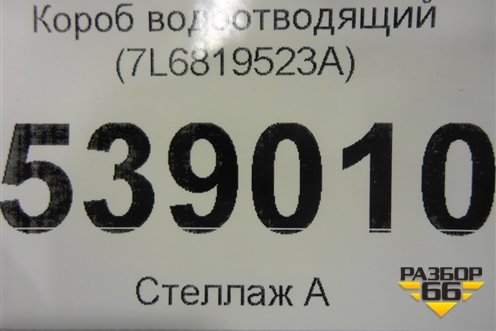 Короб водоотводящий
(7L6819523A)
539010
Стеллаж А
РАЗБОР
66